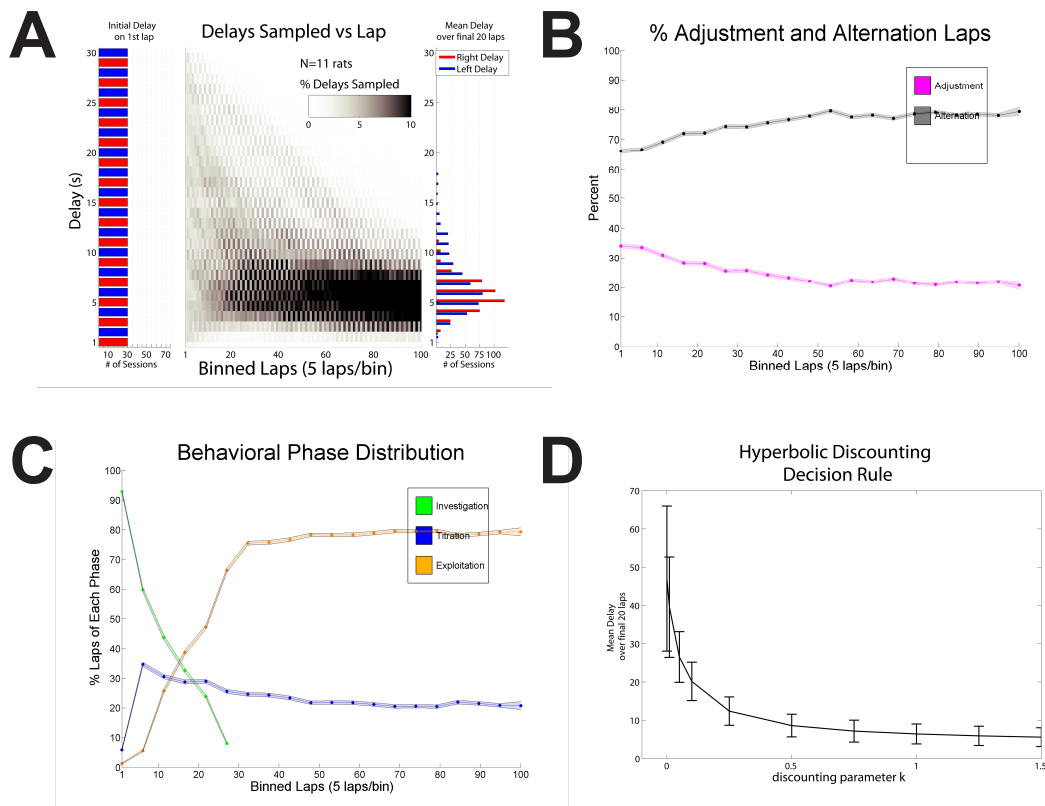 A
Initial Delay
on 1st lap
Delays Sampled vs Lap
Mean Delay
over final 20 laps
Right Delay
Left Delay
N=11 rats
% Delays Sampled
0 5 10
Delay (s)
30
25
20
15
10
5
1
30
25
20
15
10
5
1
10 30 50 70
# of Sessions
1 20 40 60 80 100
Binned Laps (5 laps/bin)
25 50 75 100
# of Sessions
B
% Adjustment and Alternation Laps
Adjustment
Alternation
Percent
100
90
80
70
60
50
40
30
20
10
0
1 10 20 30 40 50 60 70 80 90 100
Binned Laps (5 laps/bin)
C
Behavioral Phase Distribution
Investigation
Titration
Exploitation
% Laps of Each Phase
100
90
80
70
60
50
40
30
20
10
0
1 10 20 30 40 50 60 70 80 90 100
Binned Laps (5 laps/bin)
D
Hyperbolic Discounting
Decision Rule
Mean Delay
over final 20 laps
70
60
50
40
30
20
10
0
0 0.5 1 1.5
discounting parameter k